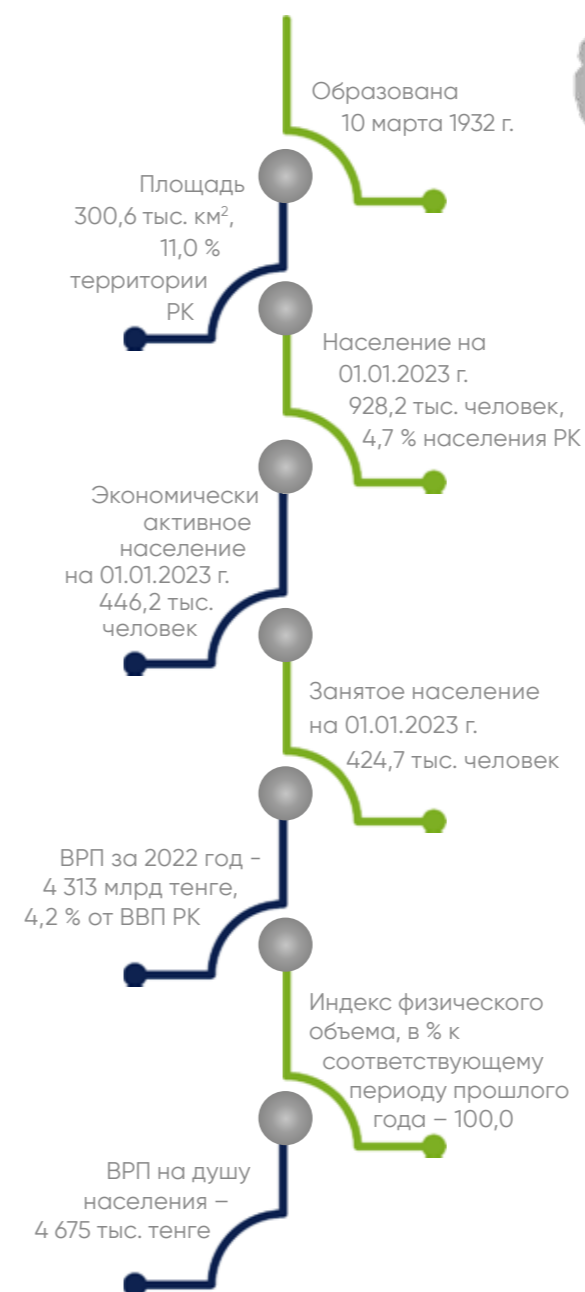 Образована
10 марта 1932 г.
Площадь
300,6 тыс. км²,
11,0 %
территории
РК
Население на
01.01.2023 г.
928,2 тыс. человек,
4,7 % населения РК
Экономически
активное
население
на 01.01.2023 г.
446,2 тыс.
человек
Занятое население
на 01.01.2023 г.
424,7 тыс. человек
ВРП за 2022 год -
4 313 млрд тенге,
4,2 % от ВВП РК
Индекс физического
объема, в % к
соответствующему
периоду прошлого
года – 100,0
ВРП на душу
населения –
4 675 тыс. тенге